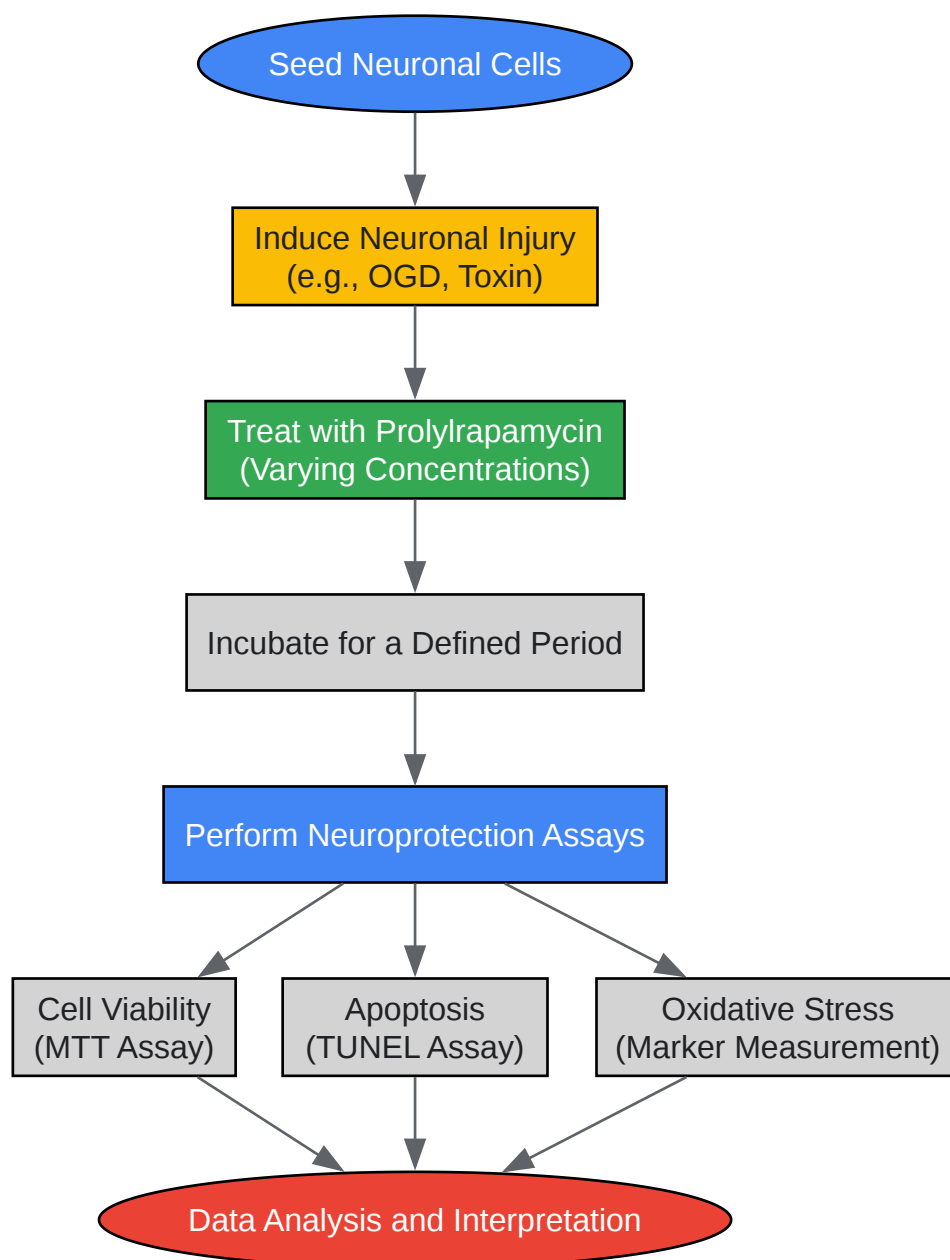 Seed Neuronal Cells
Induce Neuronal Injury
(e.g., OGD, Toxin)
Treat with Prolylrapamycin
(Varying Concentrations)
Incubate for a Defined Period
Perform Neuroprotection Assays
Cell Viability
(MTT Assay)
Apoptosis
(TUNEL Assay)
Oxidative Stress
(Marker Measurement)
Data Analysis and Interpretation